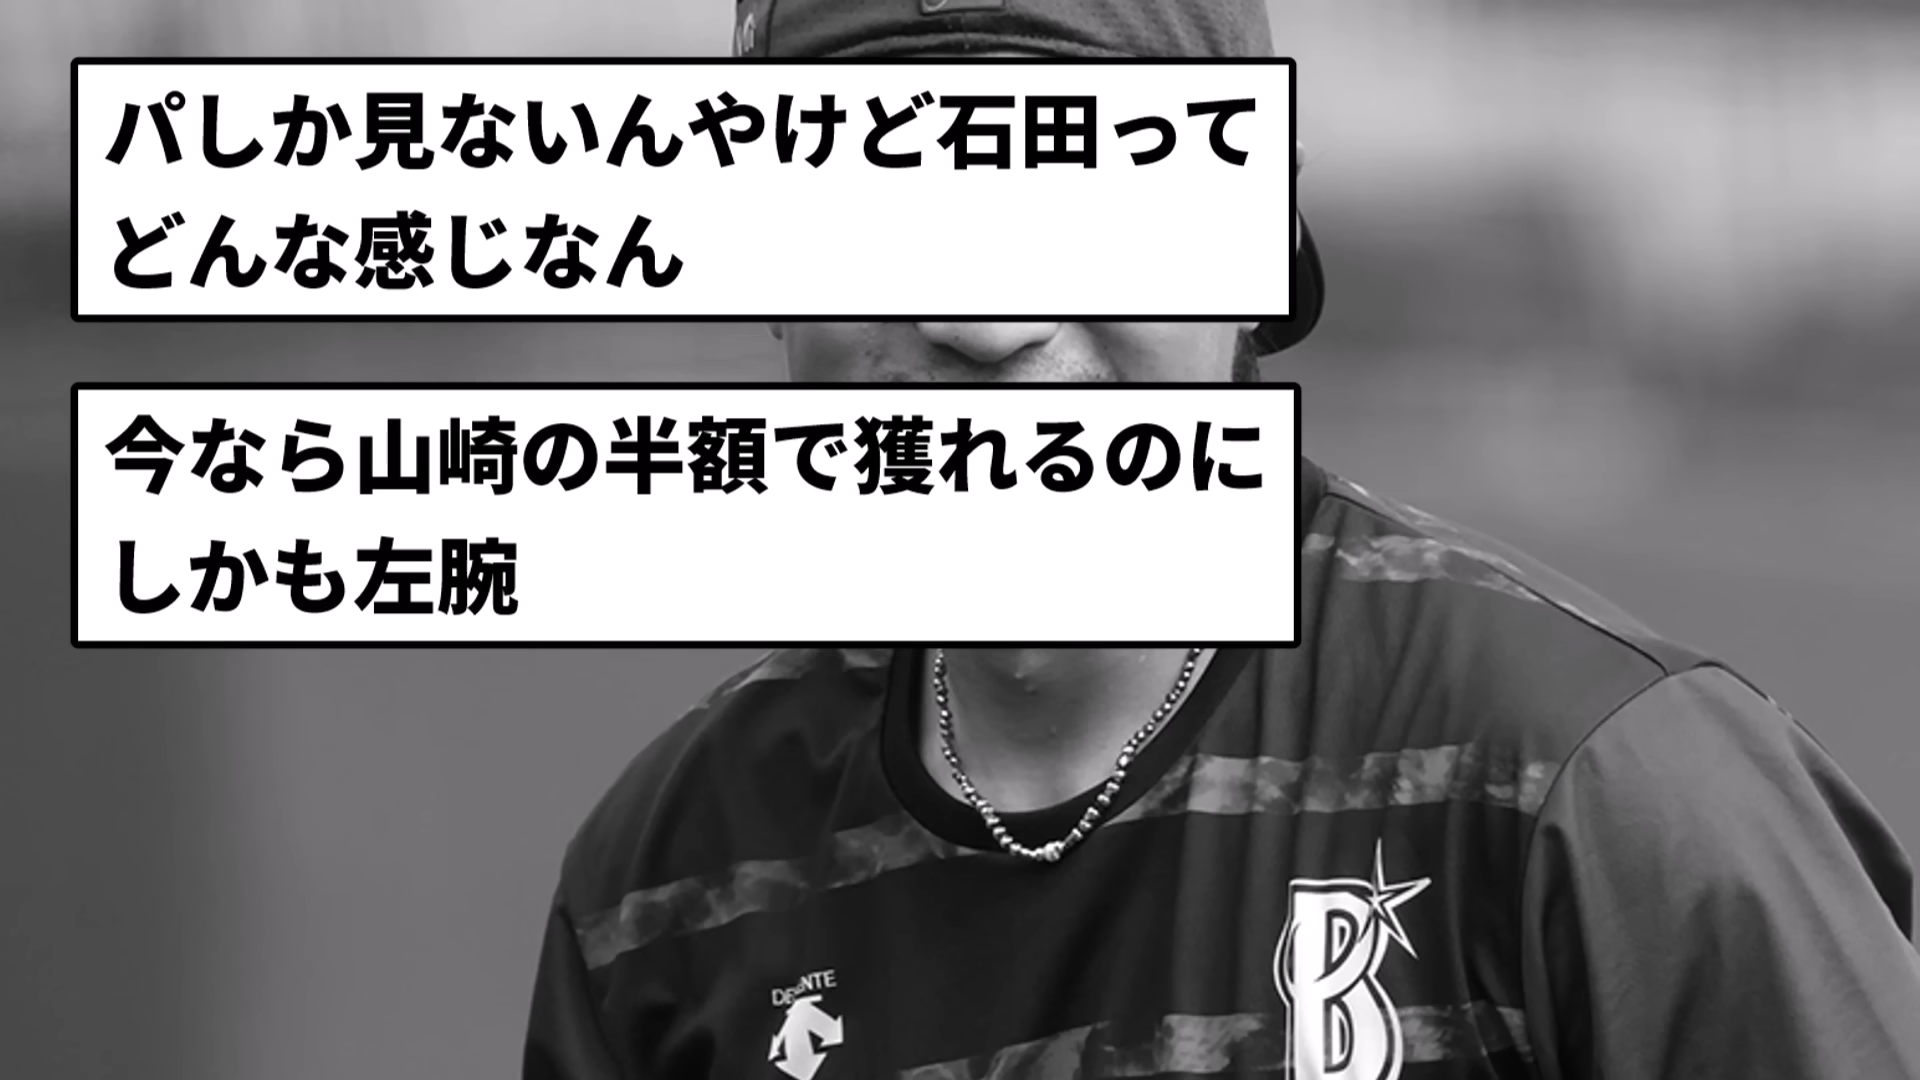 パしか見ないんやけど石田って
どんな感じなん
今なら山崎の半額で獲れるのに
しかも左腕
B